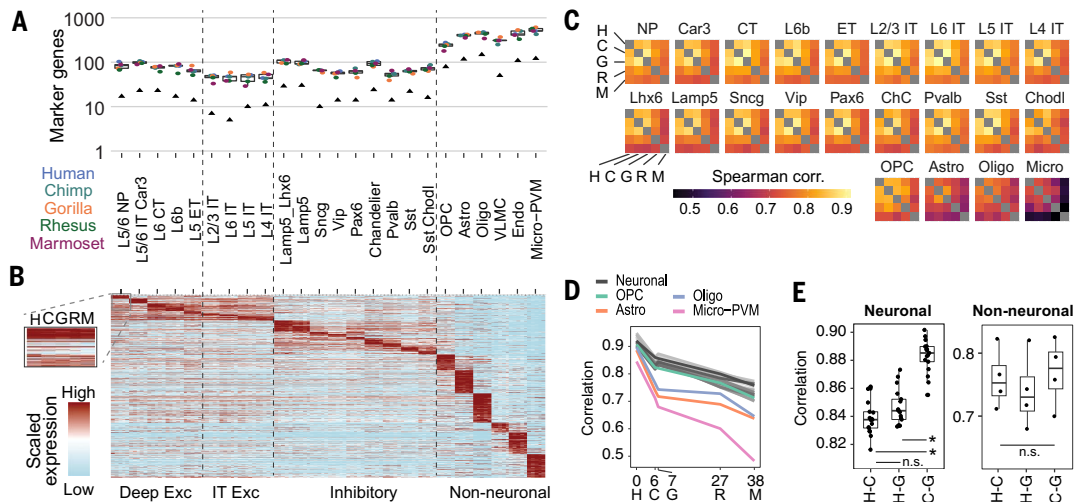 A
Marker genes
1000
100
10
1
Human
Chimp
Gorilla
Rhesus
Marmoset
L5/6 NP
L5/6 IT Car3
L6 CT
L6b
L5 ET
L2/3 IT
L6 IT
L5 IT
L4 IT
Lamp5_Lhx6
Lamp5
Sncg
Vip
Pax6
Chandelier
Pvalb
Sst
Sst_Chodl
OPC
Astro
Oligo
VLMC
Endo
Micro-PVM
B
HCGRM
High
Low
Scaled expression
Deep Exc
IT Exc
Inhibitory
Non-neuronal
C
H
C
G
R
M
NP Car3 CT L6b ET L2/3 IT L6 IT L5 IT L4 IT
Lhx6 Lamp5 Sncg Vip Pax6 ChC Pvalb Sst Chodl
H C G R M
OPC Astro Oligo Micro
Spearman corr.
0.5 0.6 0.7 0.8 0.9
D
Neuronal
OPC
Astro
Oligo
Micro-PVM
Correlation
0.9
0.8
0.7
0.6
0.5
0 6 7 27 38
H C G R M
E
Neuronal
Correlation
0.90
0.88
0.86
0.84
0.82
*
*
n.s.
H-C
H-G
C-G
Non-neuronal
0.8
0.7
n.s.
H-C
H-G
C-G